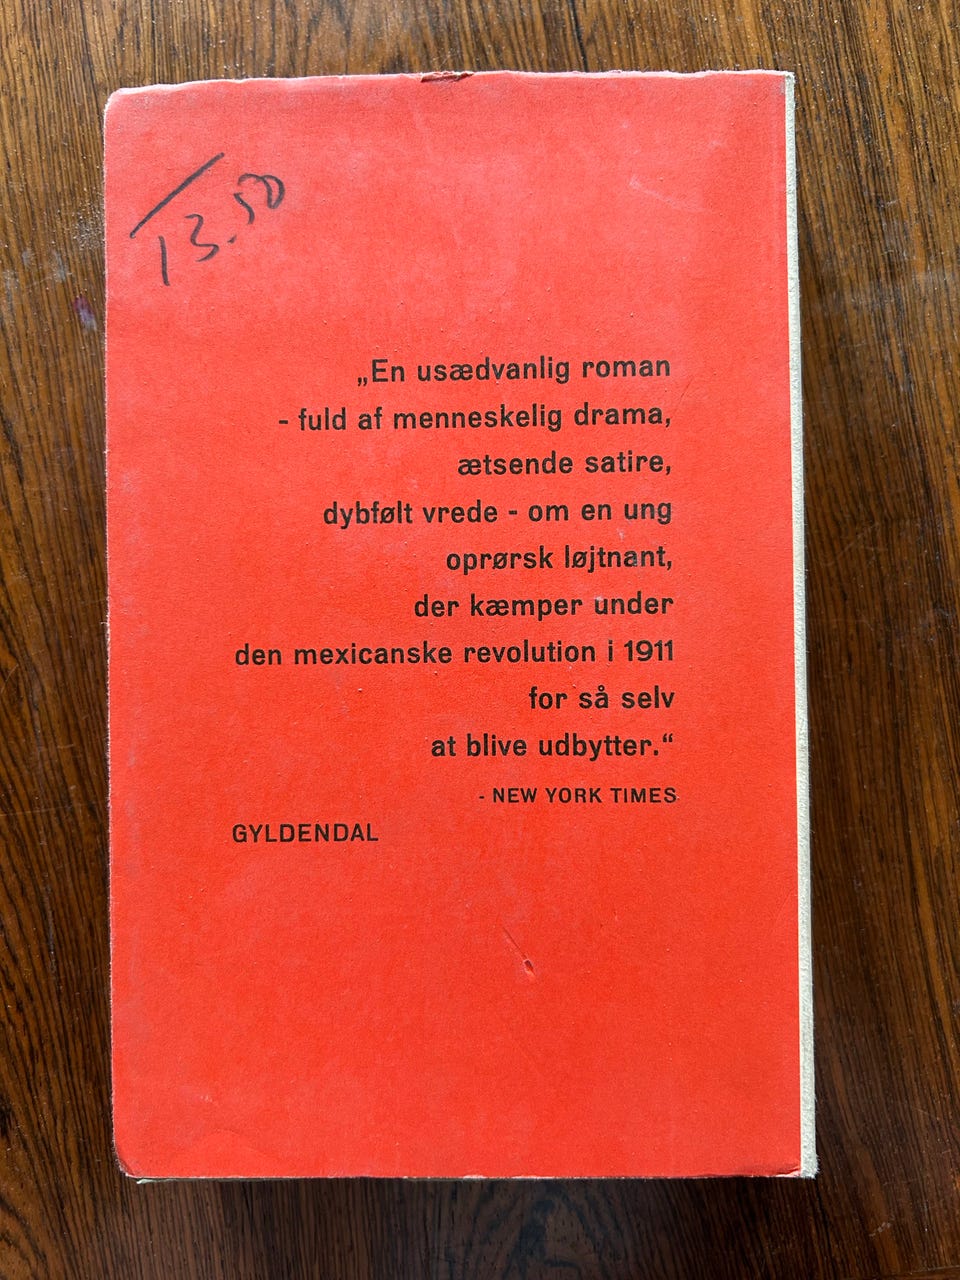 13.50
„En usædvanlig roman
- fuld af menneskelig drama,
ætsende satire,
dybfølt vrede - om en ung
oprørsk løjtnant,
der kæmper under
den mexicanske revolution i 1911
for så selv
at blive udbytter.“
- NEW YORK TIMES
GYLDENDAL